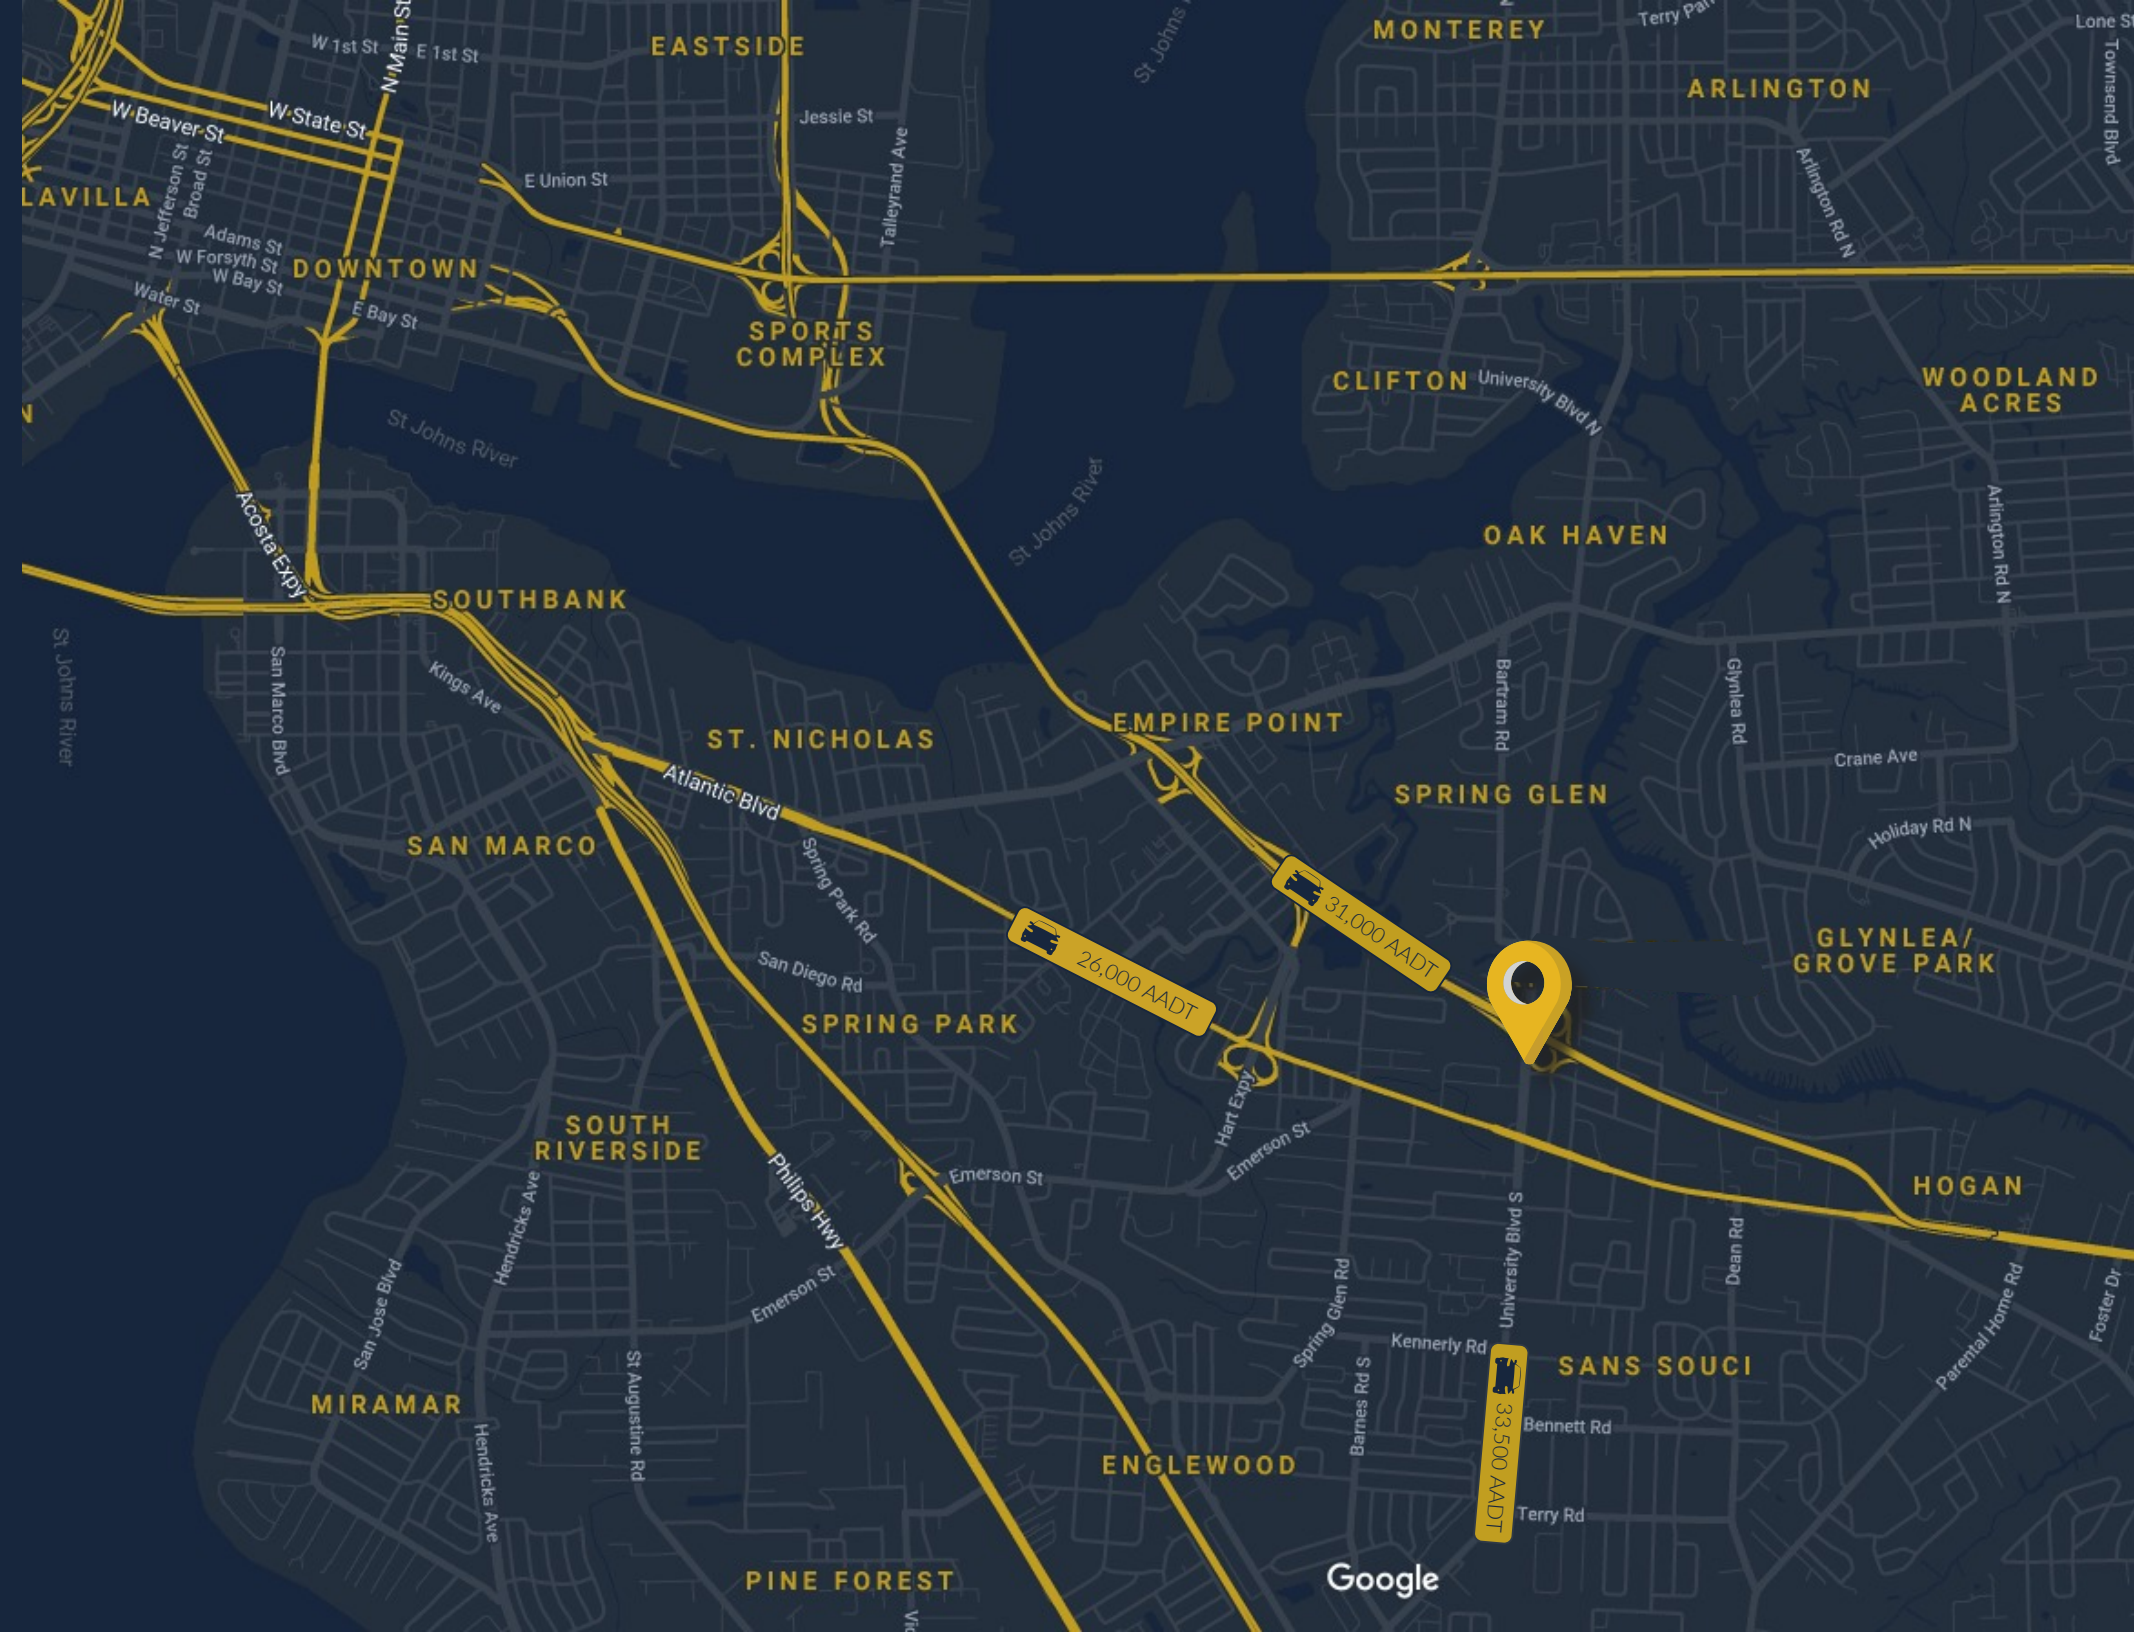 MONTEREY
Terry Par
Lone St
W 1st St
E 1st St
N Main St
EASTSIDE
St Johns
Townsend Blvd
ARLINGTON
W Beaver St
W State St
Jessie St
Talleyrand Ave
Arlington Rd N
E Union St
LAVILLA
N Jefferson St
Broad St
Adams St
W Forsyth St
W Bay St
DOWNTOWN
Water St
E Bay St
SPORTS
COMPLEX
CLIFTON
University Blvd N
WOODLAND
ACRES
N
St Johns River
St Johns River
Acosta Expy
Arlington Rd N
OAK HAVEN
SOUTHBANK
St Johns River
San Marco Blvd
Kings Ave
Bartram Rd
Glynlea Rd
ST. NICHOLAS
EMPIRE POINT
Crane Ave
Atlantic Blvd
SPRING GLEN
Holiday Rd N
SAN MARCO
Spring Park Rd
31,000 AADT
26,000 AADT
GLYNLEA/
GROVE PARK
San Diego Rd
SPRING PARK
Hart Expy
Emerson St
SOUTH
RIVERSIDE
Philips Hwy
Emerson St
HOGAN
Hendricks Ave
University Blvd S
Dean Rd
San Jose Blvd
Emerson St
Spring Glen Rd
Parental Home Rd
Foster Dr
Kennerly Rd
SANS SOUCI
St Augustine Rd
Barnes Rd S
33,500 AADT
MIRAMAR
Bennett Rd
Hendricks Ave
ENGLEWOOD
Terry Rd
PINE FOREST
Google
Vic